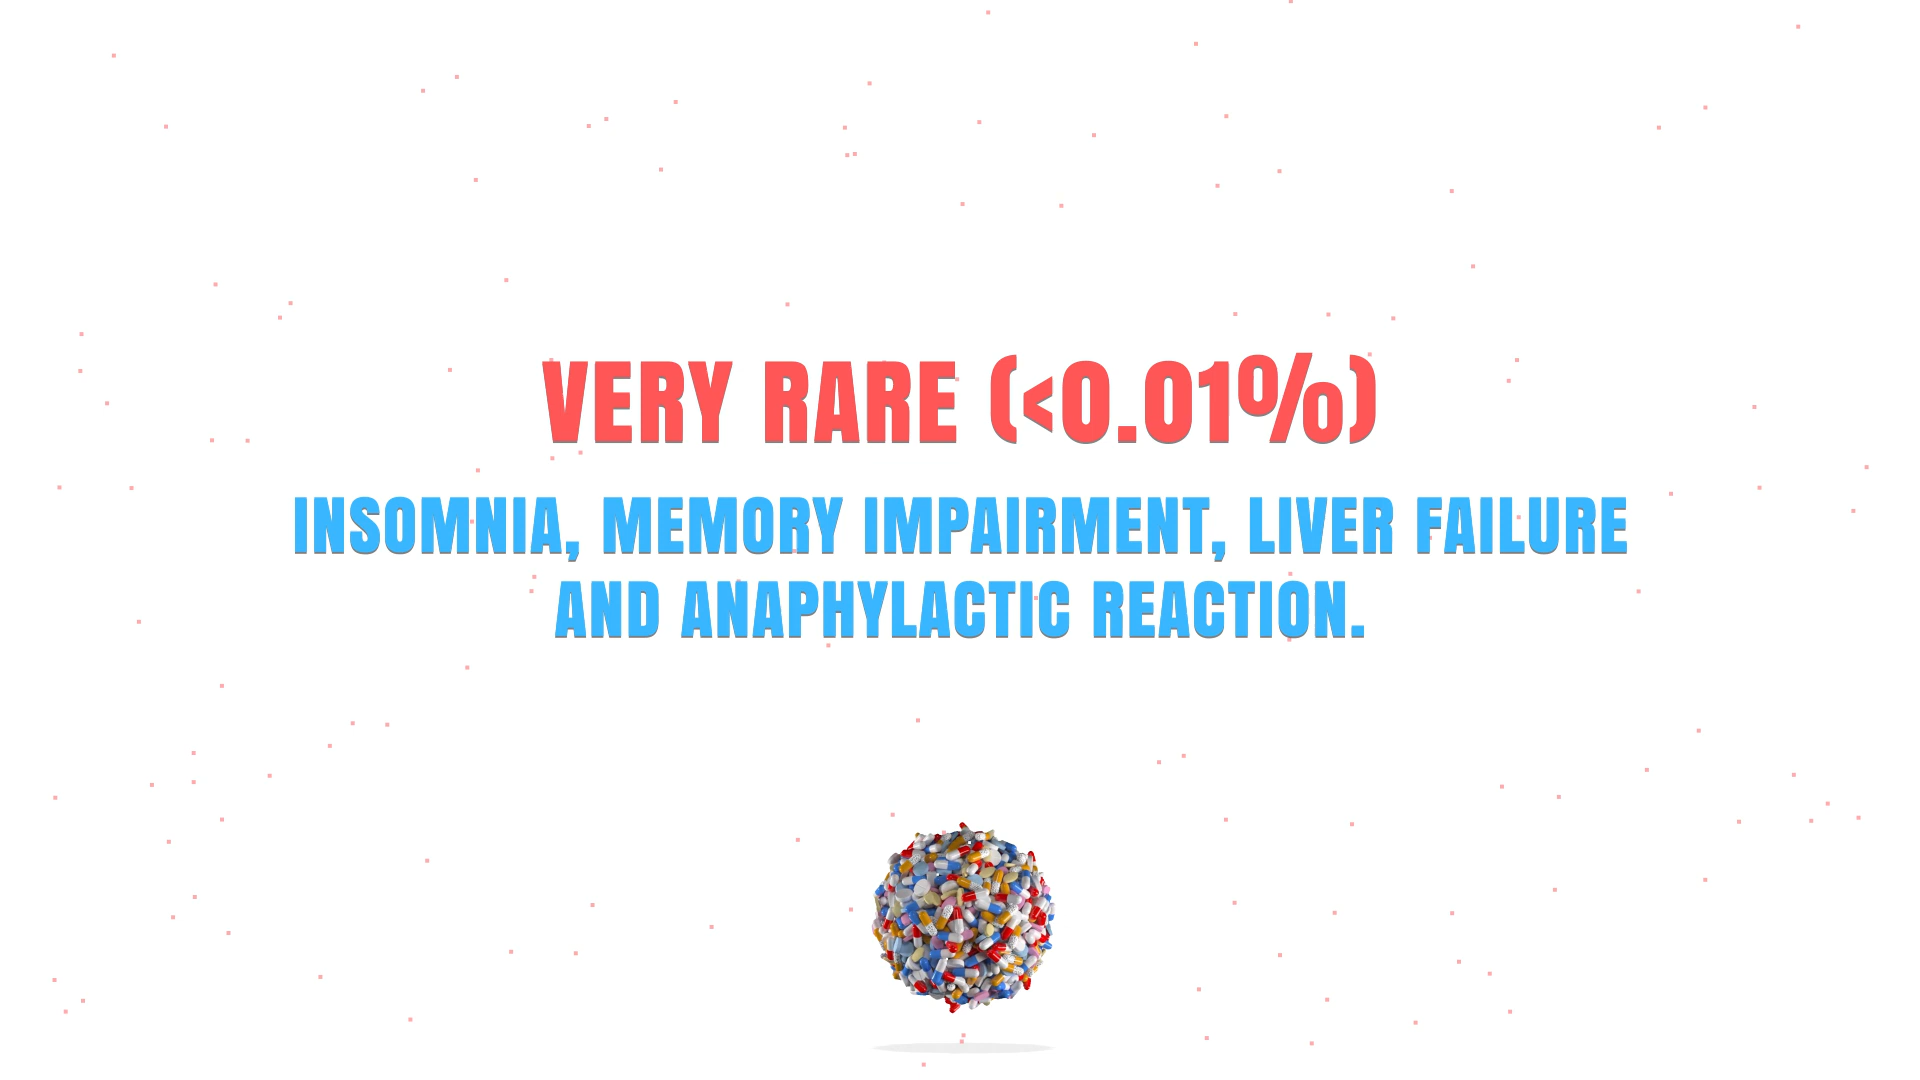 VERY RARE (<0.01%)
INSOMNIA, MEMORY IMPAIRMENT, LIVER FAILURE
AND ANAPHYLACTIC REACTION.